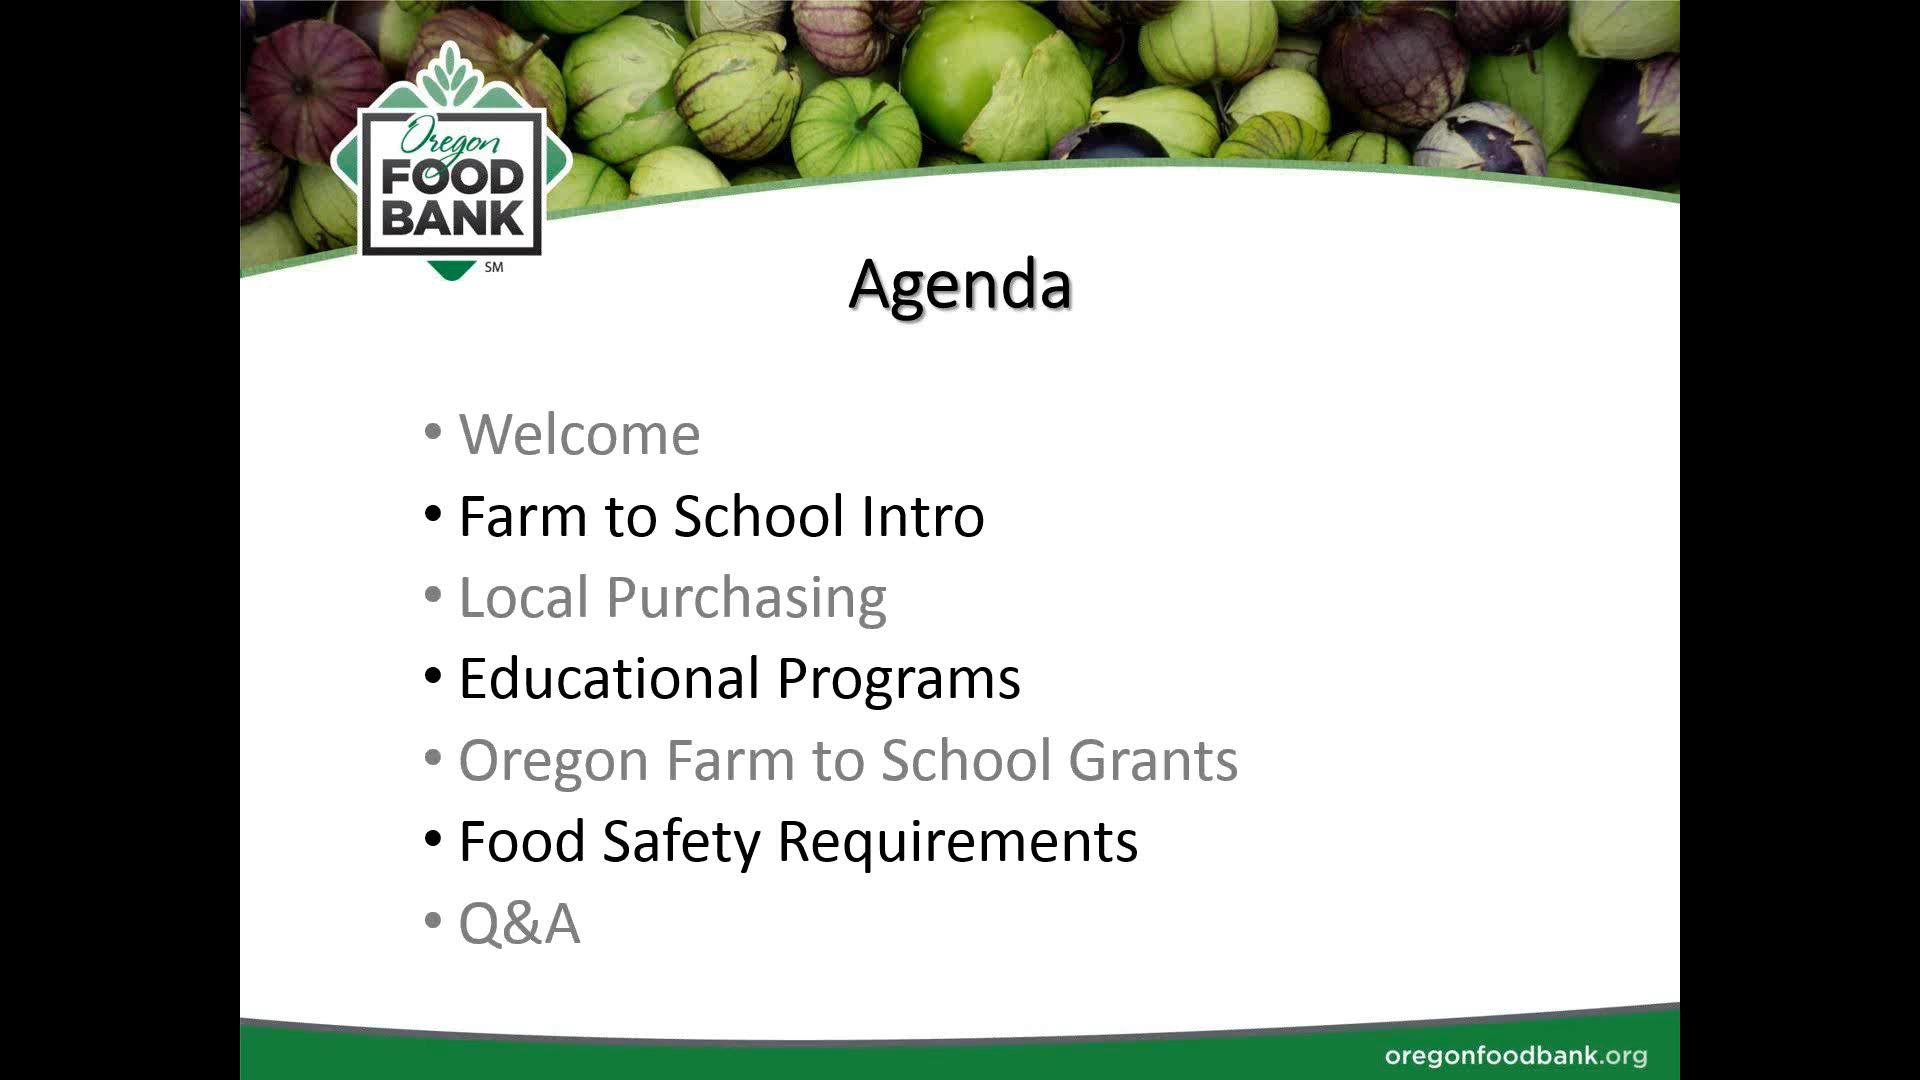 Oregon
FOOD
BANK
SM
Agenda
• Welcome
• Farm to School Intro
• Local Purchasing
• Educational Programs
• Oregon Farm to School Grants
• Food Safety Requirements
• Q&A
oregonfoodbank.org